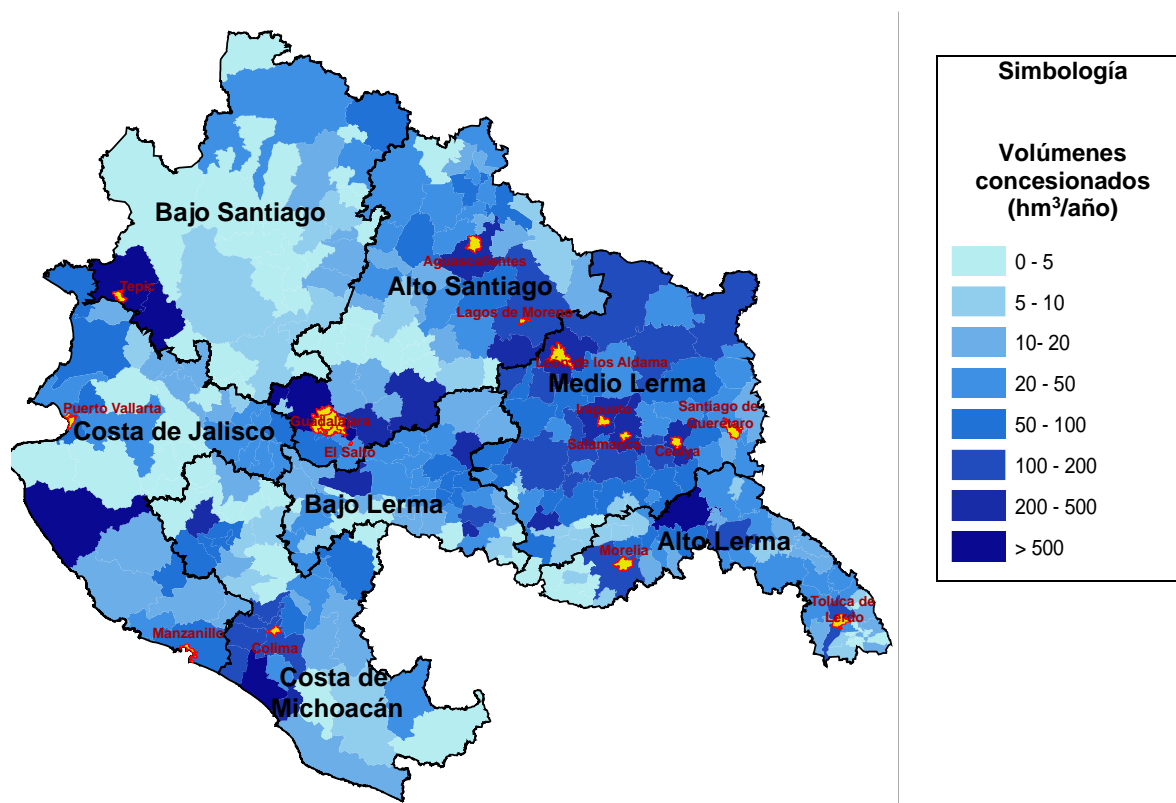 Simbología
Volúmenes
concesionados
(hm³/año)
0 - 5
5 - 10
10- 20
20 - 50
50 - 100
100 - 200
200 - 500
> 500
Bajo Santiago
Tepic
Aguascalientes
Alto Santiago
Lagos de Moreno
León de los Aldama
Medio Lerma
Puerto Vallarta
Costa de Jalisco
Guadalajara
El Salto
Irapuato
Salamanca
Santiago de
Querétaro
Celaya
Bajo Lerma
Alto Lerma
Morelia
Toluca de
Lerdo
Manzanillo
Colima
Costa de
Michoacán